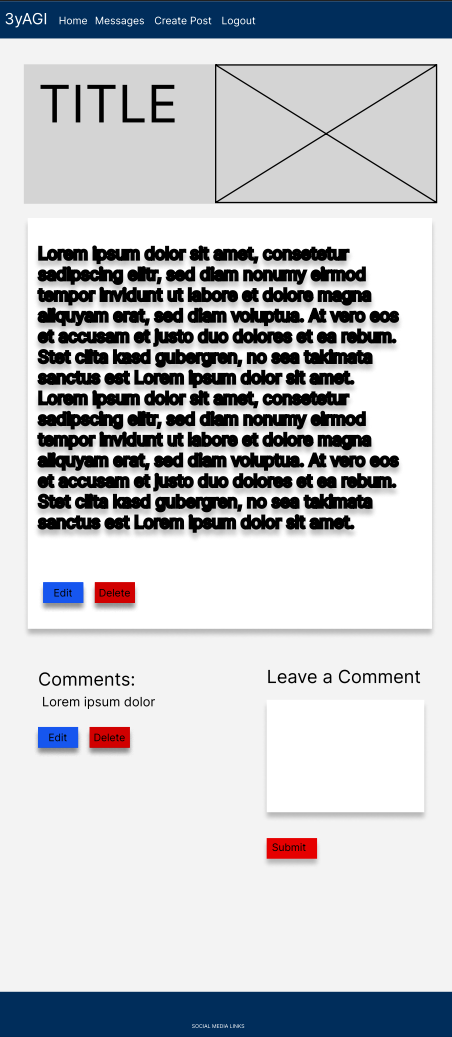 3yAGI Home Messages Create Post Logout
TITLE
Lorem ipsum dolor sit amet, consetetur
sadipscing elitr, sed diam nonumy eirmod
tempor invidunt ut labore et dolore magna
aliquyam erat, sed diam voluptua. At vero eos
et accusam et justo duo dolores et ea rebum.
Stet clita kasd gubergren, no sea takimata
sanctus est Lorem ipsum dolor sit amet.
Lorem ipsum dolor sit amet, consetetur
sadipscing elitr, sed diam nonumy eirmod
tempor invidunt ut labore et dolore magna
aliquyam erat, sed diam voluptua. At vero eos
et accusam et justo duo dolores et ea rebum.
Stet clita kasd gubergren, no sea takimata
sanctus est Lorem ipsum dolor sit amet.
Edit Delete
Comments:
Lorem ipsum dolor
Edit Delete
Leave a Comment
Submit
SOCIAL MEDIA LINKS